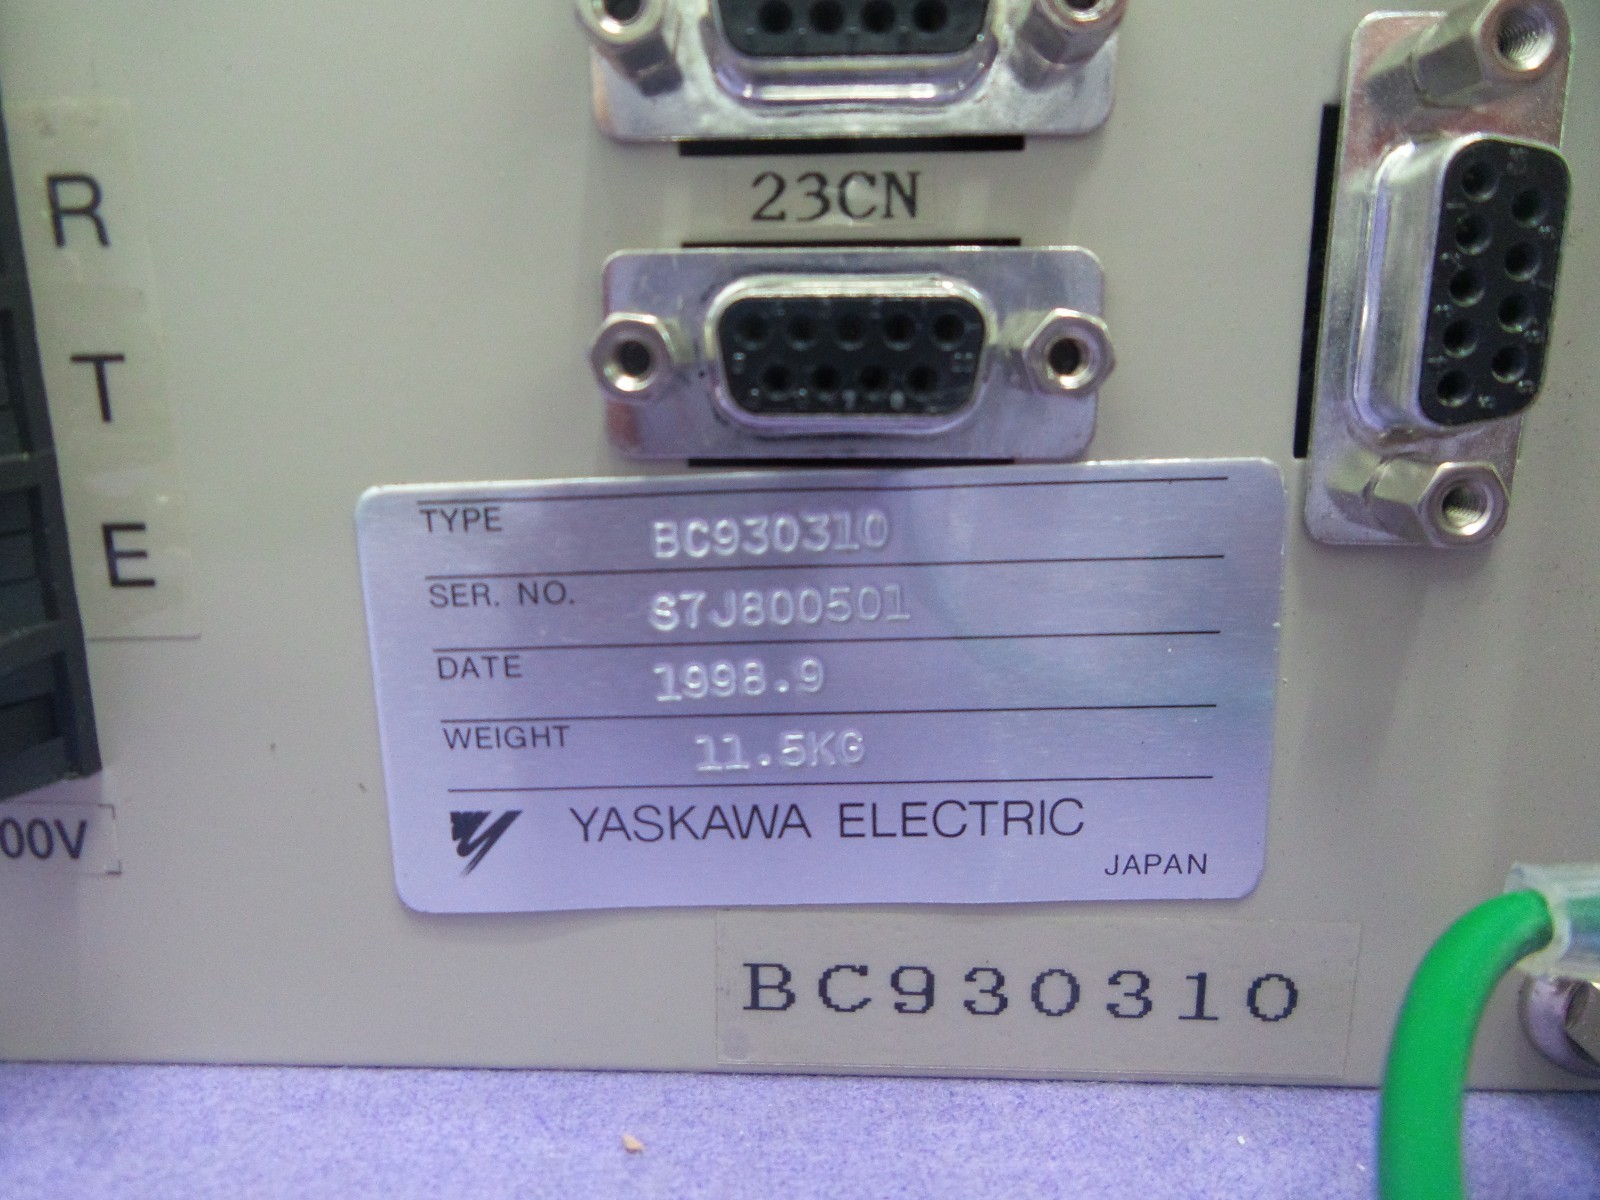 23CN
R
T
E
TYPE BC930310
SER. NO. S7J800501
DATE 1998.9
WEIGHT 11.5KG
YASKAWA ELECTRIC
JAPAN
00V
BC930310